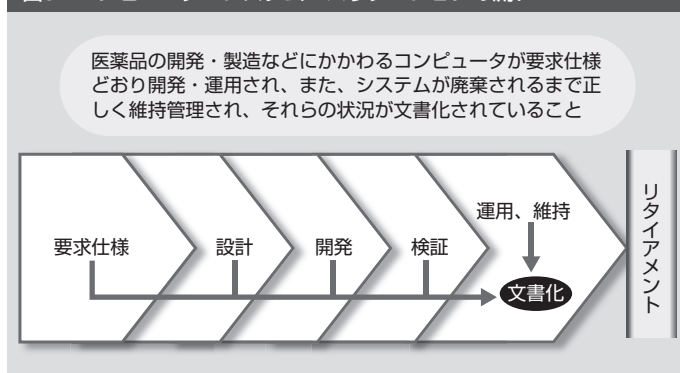 医薬品の開発・製造などにかかわるコンピュータが要求仕様
どおり開発・運用され、また、システムが廃棄されるまで正
しく維持管理され、それらの状況が文書化されていること
運用、維持
要求仕様
設計
開発
検証
文書化
リタイアメント